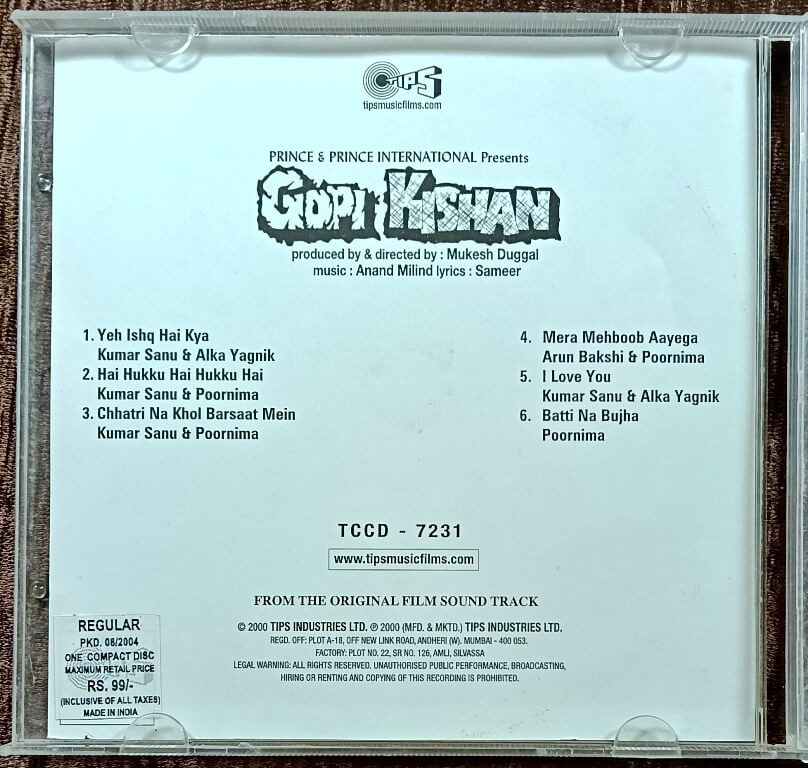 TIPS
tipsmusicfilms.com
PRINCE & PRINCE INTERNATIONAL Presents
GOPI KISHAN
produced by & directed by : Mukesh Duggal
music : Anand Milind lyrics : Sameer
1. Yeh Ishq Hai Kya
Kumar Sanu & Alka Yagnik
2. Hai Hukku Hai Hukku Hai
Kumar Sanu & Poornima
3. Chhatri Na Khol Barsaat Mein
Kumar Sanu & Poornima
4. Mera Mehboob Aayega
Arun Bakshi & Poornima
5. I Love You
Kumar Sanu & Alka Yagnik
6. Batti Na Bujha
Poornima
TCCD - 7231
www.tipsmusicfilms.com
FROM THE ORIGINAL FILM SOUND TRACK
© 2000 TIPS INDUSTRIES LTD. ℗ 2000 (MFD. & MKTD.) TIPS INDUSTRIES LTD.
REGD. OFF: PLOT A-18, OFF NEW LINK ROAD, ANDHERI (W). MUMBAI - 400 053.
FACTORY: PLOT NO. 22, SR NO. 126, AMLI, SILVASSA
LEGAL WARNING: ALL RIGHTS RESERVED. UNAUTHORISED PUBLIC PERFORMANCE, BROADCASTING,
HIRING OR RENTING AND COPYING OF THIS RECORDING IS PROHIBITED.
REGULAR
PKD. 08/2004
ONE COMPACT DISC
MAXIMUM RETAIL PRICE
RS. 99/-
(INCLUSIVE OF ALL TAXES)
MADE IN INDIA